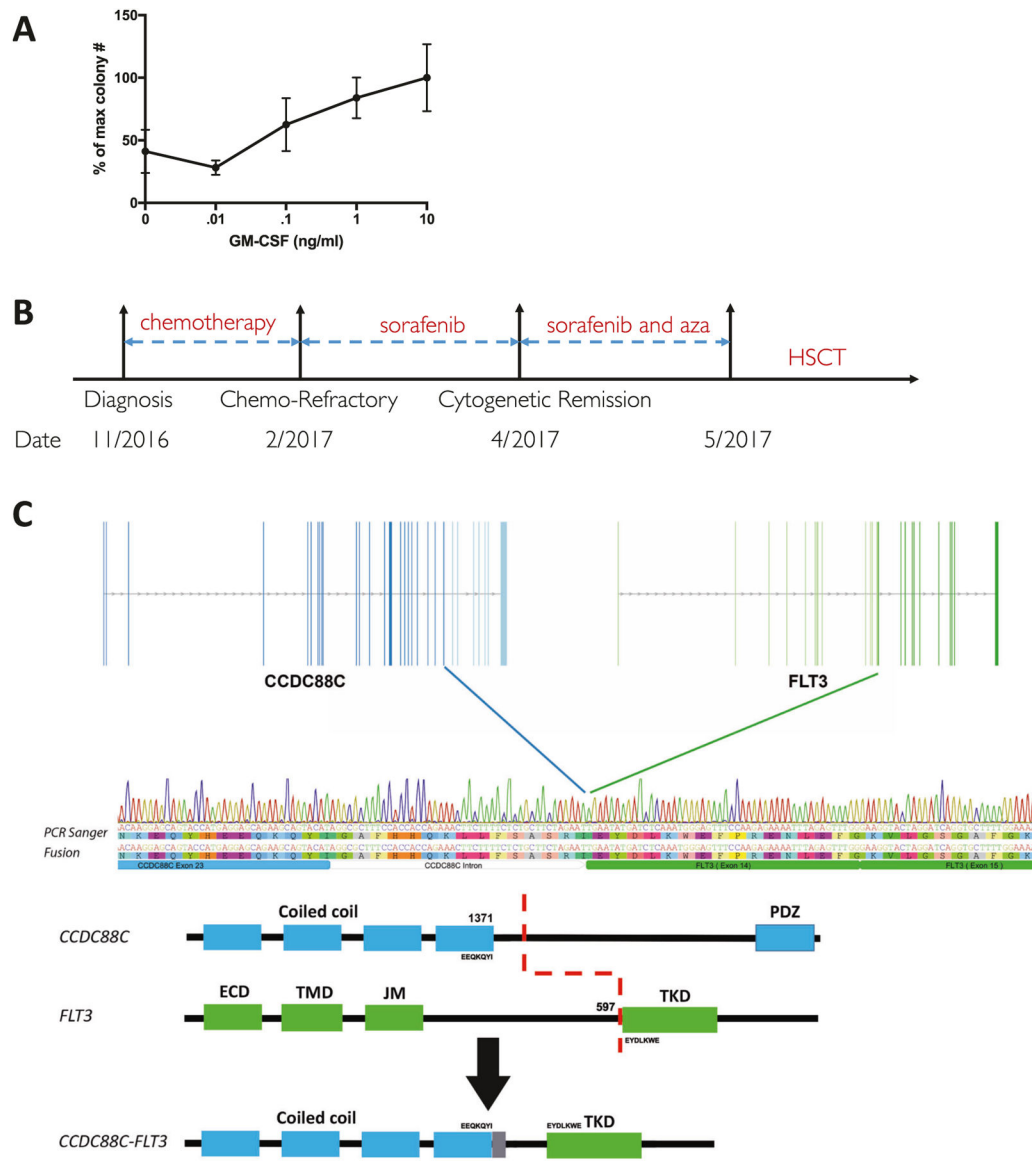 A
150
100
50
0
% of max colony #
0 .01 .1 1 10
GM-CSF (ng/ml)
B
chemotherapy sorafenib sorafenib and aza
HSCT
Diagnosis Chemo-Refractory Cytogenetic Remission
Date 11/2016 2/2017 4/2017 5/2017
C
CCDC88C FLT3
PCR Sanger
N K E Q Y H E E Q K Q Y I G A F H H Q K L L F S A S R I E Y D L K W E F P R E N L E F G K V L G S G A F G K
Fusion
N K E Q Y H E E Q K Q Y I G A F H H Q K L L F S A S R I E Y D L K W E F P R E N L E F G K V L G S G A F G K
CCDC88C Exon 23 CCDC88C Intron FLT3 ( Exon 14) FLT3 ( Exon 15 )
Coiled coil 1371 PDZ
CCDC88C
EEQKQYI
ECD TMD JM 597 TKD
FLT3
EYDLKWE
Coiled coil EEQKQYI EYDLKWE TKD
CCDC88C-FLT3